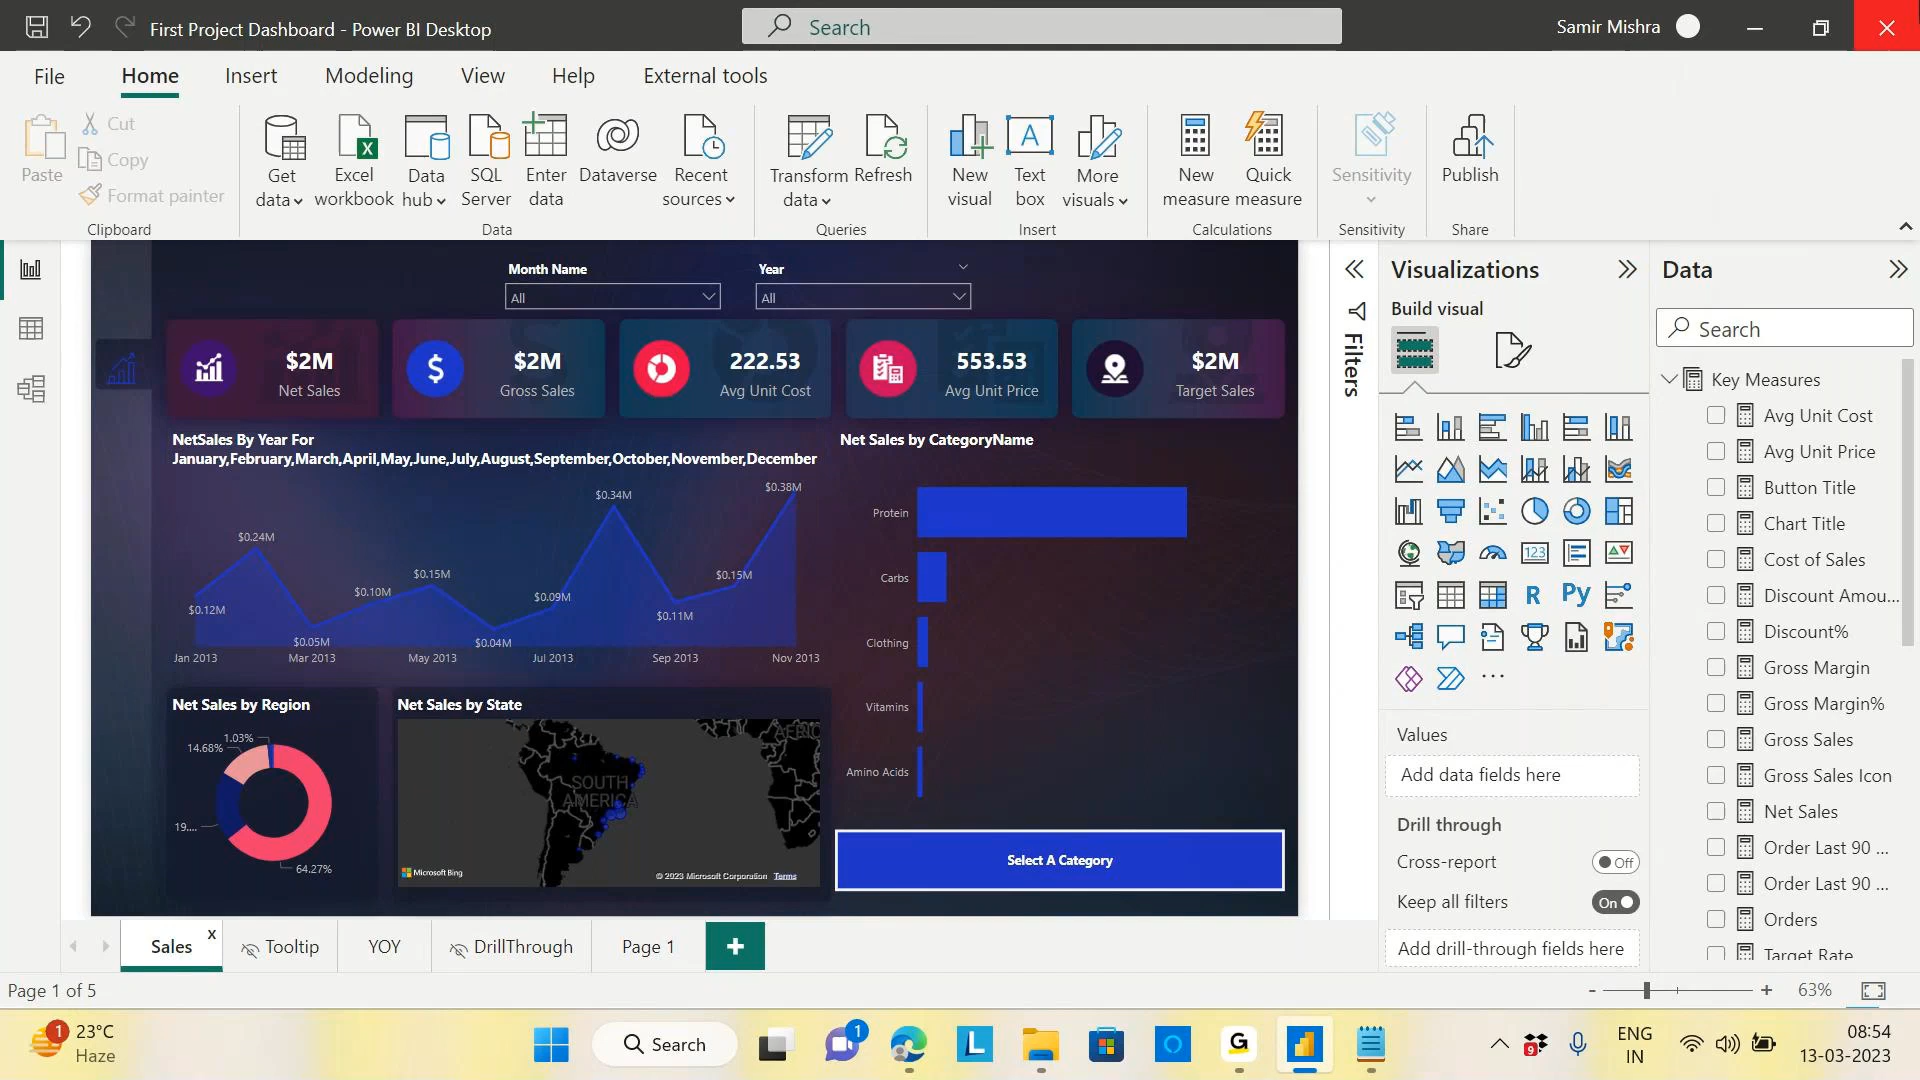 First Project Dashboard - Power BI Desktop
Search
Samir Mishra
File
Home
Insert
Modeling
View
Help
External tools
Paste
Cut
Copy
Format painter
Clipboard
Get data
Excel workbook
Data hub
SQL Server
Enter data
Dataverse
Recent sources
Data
Transform data
Refresh
Queries
New visual
Text box
More visuals
Insert
New measure
Quick measure
Calculations
Sensitivity
Sensitivity
Publish
Share
Month Name
All
Year
All
$2M
Net Sales
$2M
Gross Sales
222.53
Avg Unit Cost
553.53
Avg Unit Price
$2M
Target Sales
NetSales By Year For
January,February,March,April,May,June,July,August,September,October,November,December
$0.12M
$0.24M
$0.05M
$0.10M
$0.15M
$0.04M
$0.09M
$0.34M
$0.11M
$0.15M
$0.38M
Jan 2013
Mar 2013
May 2013
Jul 2013
Sep 2013
Nov 2013
Net Sales by CategoryName
Protein
Carbs
Clothing
Vitamins
Amino Acids
Net Sales by Region
1.03%
14.68%
19....
64.27%
Net Sales by State
SOUTH
AMERICA
AFRIC
Microsoft Bing
© 2023 Microsoft Corporation Terms
Select A Category
Filters
Visualizations
Build visual
123
R
Py
...
Values
Add data fields here
Drill through
Cross-report
Off
Keep all filters
On
Add drill-through fields here
Data
Search
Key Measures
Avg Unit Cost
Avg Unit Price
Button Title
Chart Title
Cost of Sales
Discount Amou...
Discount%
Gross Margin
Gross Margin%
Gross Sales
Gross Sales Icon
Net Sales
Order Last 90 ...
Order Last 90 ...
Orders
Target Rate
Sales
x
Tooltip
YOY
DrillThrough
Page 1
+
Page 1 of 5
- + 63%
1
23°C
Haze
Search
1
L
G
9
ENG
IN
08:54
13-03-2023